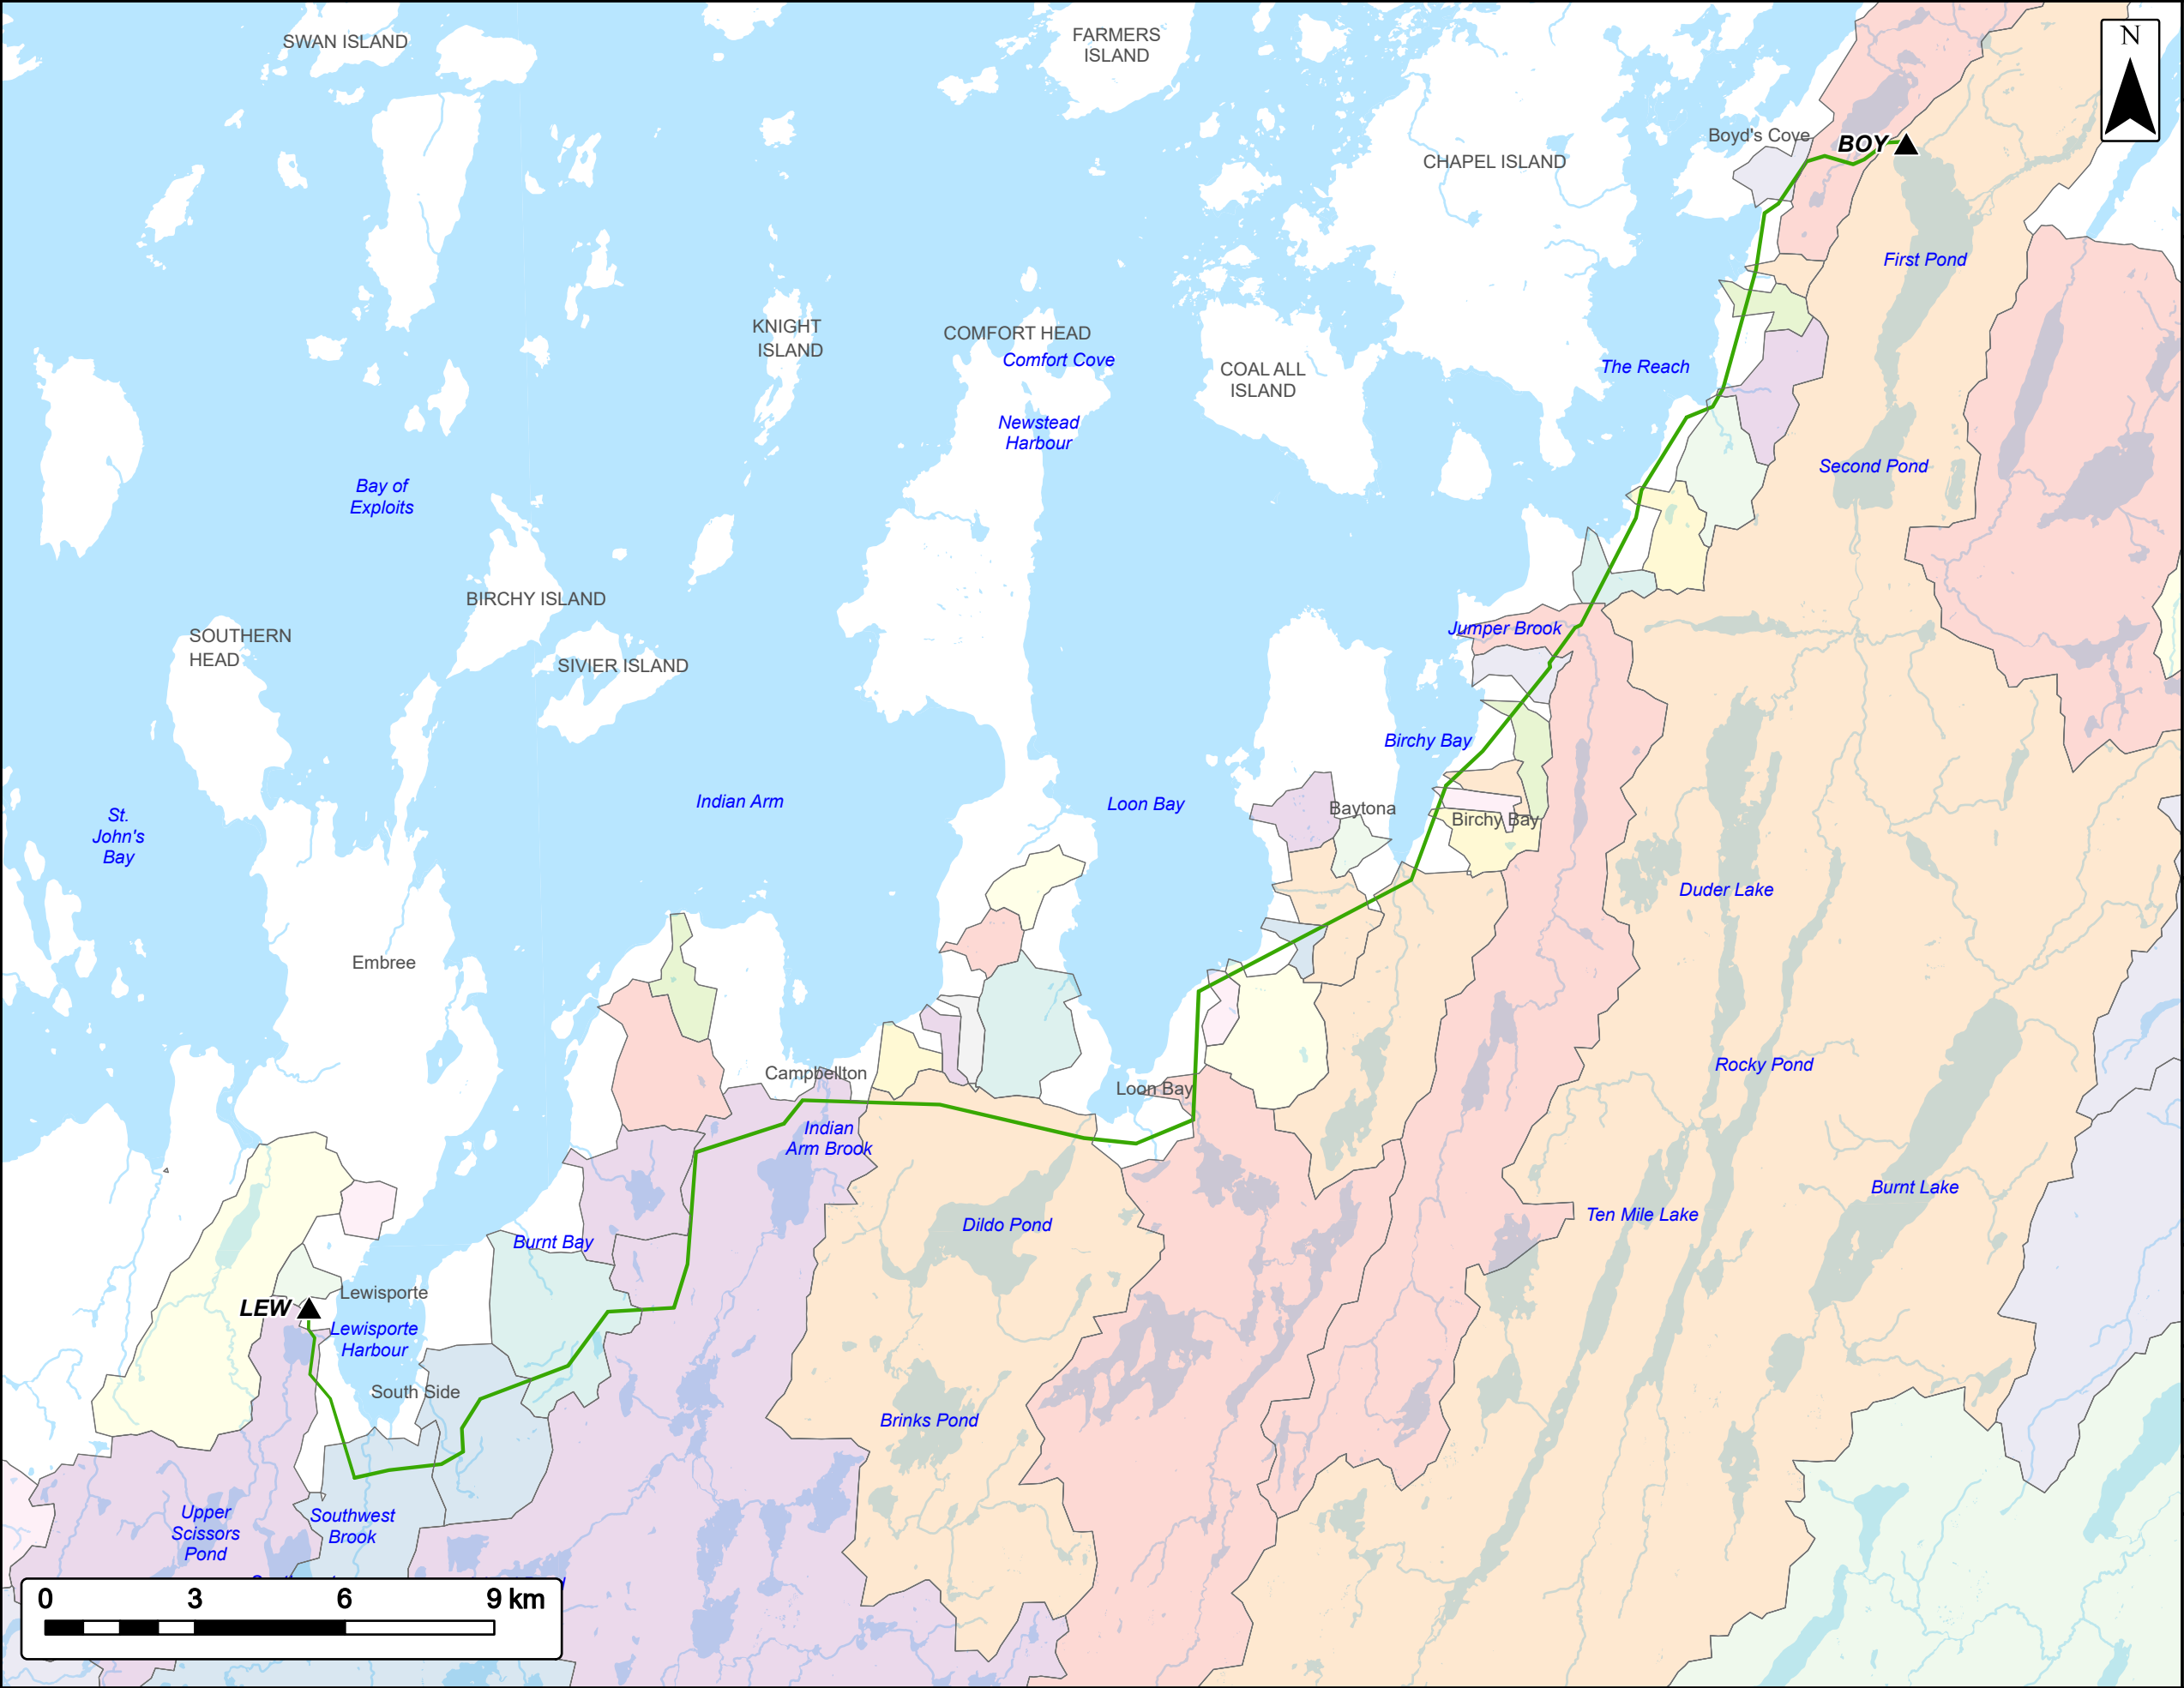 SWAN ISLAND
FARMERS
ISLAND
N
Boyd's Cove
BOY
CHAPEL ISLAND
First Pond
KNIGHT
ISLAND
COMFORT HEAD
Comfort Cove
COAL ALL
ISLAND
The Reach
Newstead
Harbour
Second Pond
Bay of
Exploits
BIRCHY ISLAND
SOUTHERN
HEAD
SIVIER ISLAND
Jumper Brook
Birchy Bay
Indian Arm
Loon Bay
Baytona
Birchy Bay
St.
John's
Bay
Duder Lake
Embree
Campbellton
Loon Bay
Rocky Pond
Indian
Arm Brook
Burnt Lake
Ten Mile Lake
Dildo Pond
Burnt Bay
Lewisporte
LEW
Lewisporte
Harbour
South Side
Brinks Pond
Upper
Scissors
Pond
Southwest
Brook
0 3 6 9 km